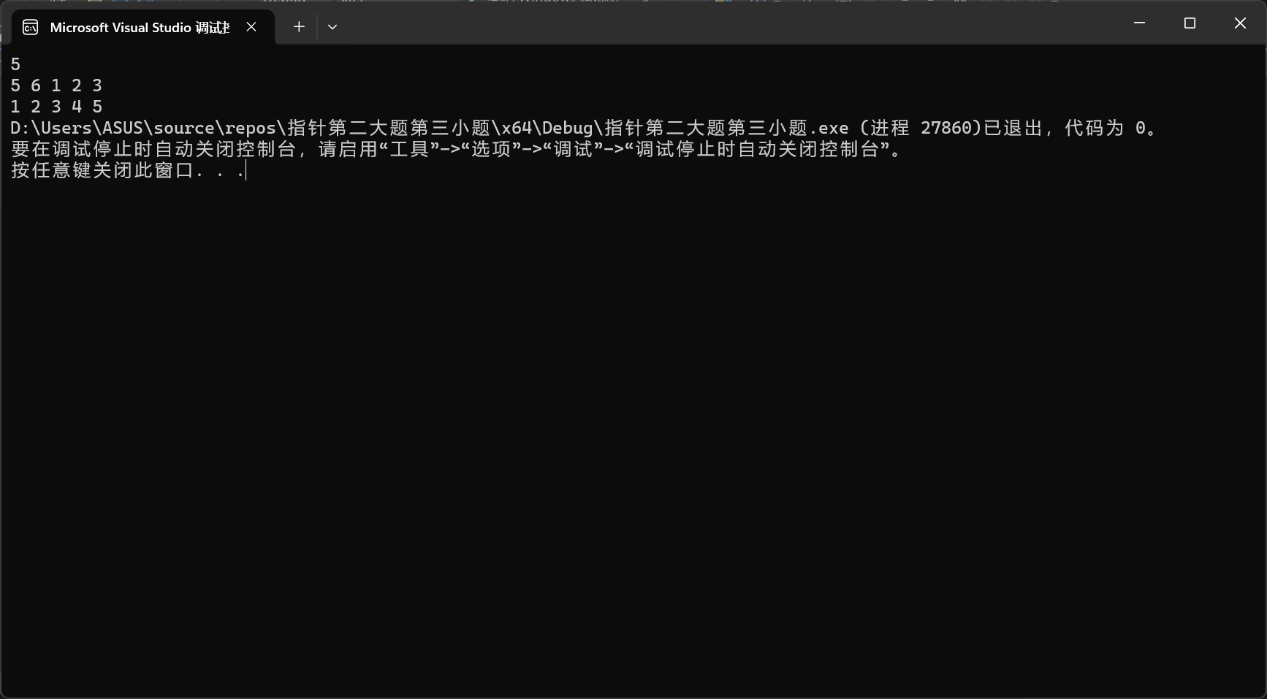 Microsoft Visual Studio 调试
5
5 6 1 2 3
1 2 3 4 5
D:\Users\ASUS\source\repos\指针第二大题第三小题\x64\Debug\指针第二大题第三小题.exe (进程 27860)已退出，代码为 0。
要在调试停止时自动关闭控制台，请启用“工具”->“选项”->“调试”->“调试停止时自动关闭控制台”。
按任意键关闭此窗口. . .